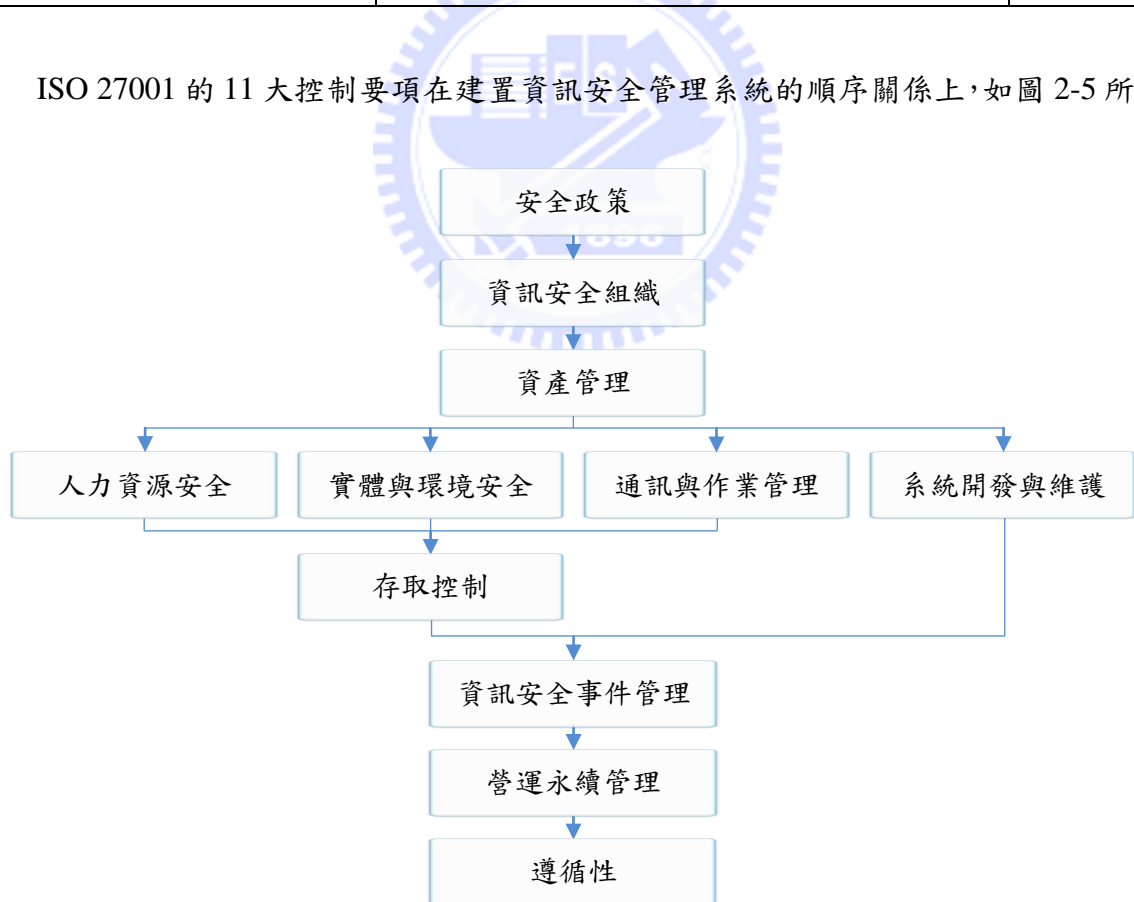 ISO 27001 的 11 大控制要項在建置資訊安全管理系統的順序關係上，如圖 2-5 所
安全政策
1896
資訊安全組織
資產管理
人力資源安全
實體與環境安全
通訊與作業管理
系統開發與維護
存取控制
資訊安全事件管理
營運永續管理
遵循性